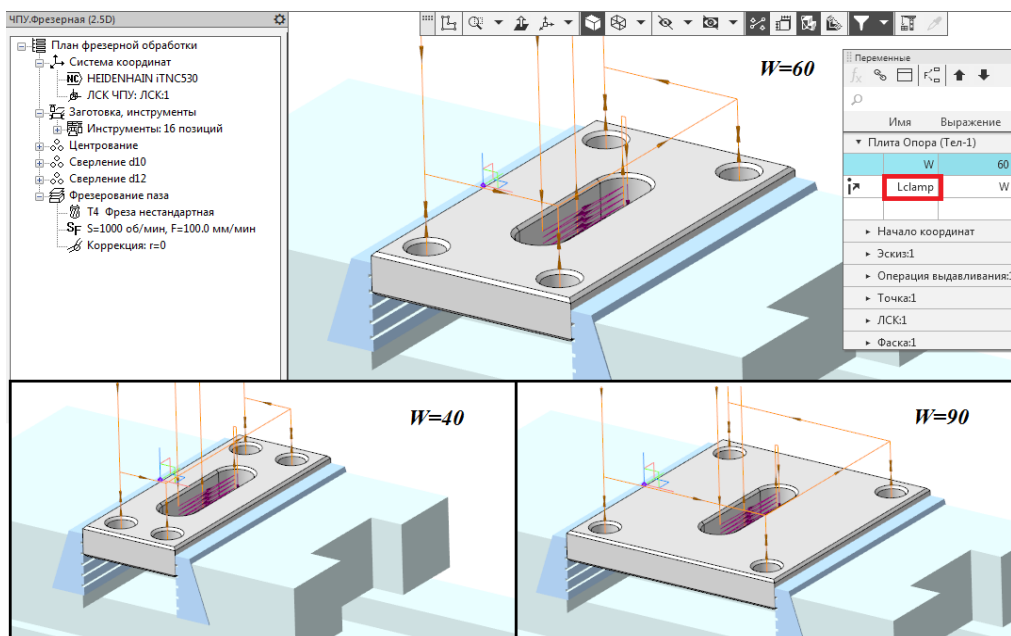 ЧПУ.Фрезерная (2.5D)
План фрезерной обработки
Система координат
NC HEIDENHAIN iTNC530
ЛСК ЧПУ: ЛСК:1
Заготовка, инструменты
Инструменты: 16 позиций
Центрование
Сверление d10
Сверление d12
Фрезерование паза
T4 Фреза нестандартная
SF S=1000 об/мин, F=100.0 мм/мин
Коррекция: r=0
W=60
Переменные
fx
Имя Выражение
Плита Опора (Тел-1)
W 60
Lclamp W
Начало координат
Эскиз:1
Операция выдавливания:
Точка:1
ЛСК:1
Фаска:1
W=40
W=90